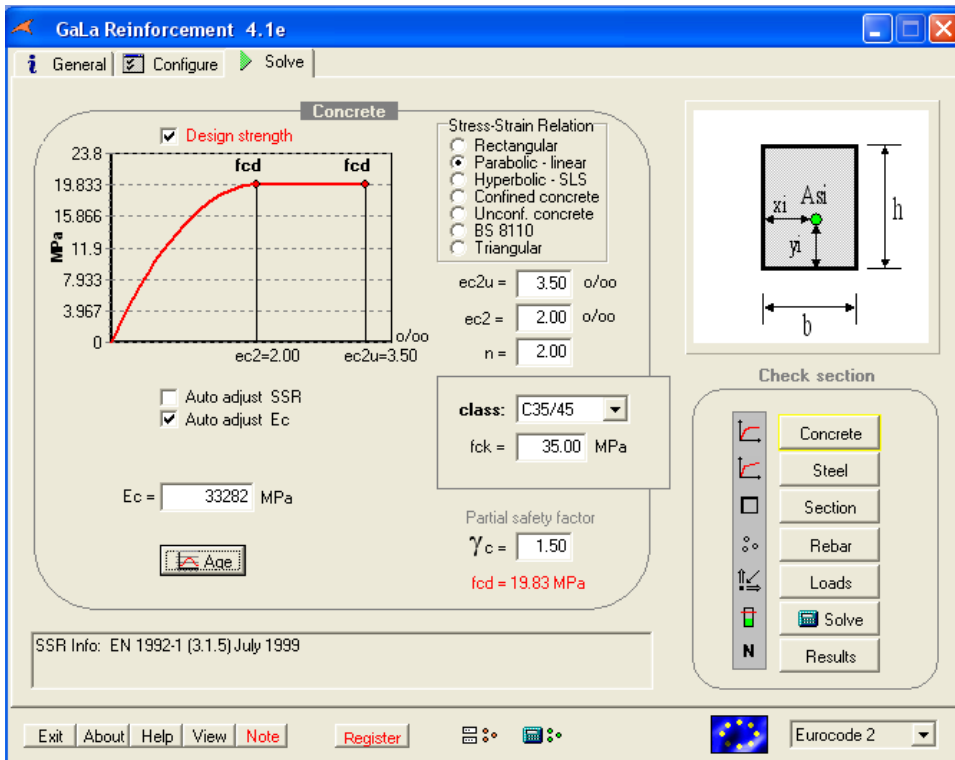 GaLa Reinforcement 4.1e
General Configure Solve
Concrete
Design strength
23.8
19.833
15.866
11.9
7.933
3.967
0
MPa
fcd fcd
o/oo
ec2=2.00 ec2u=3.50
Auto adjust SSR
Auto adjust Ec
Ec = 33282 MPa
Age
Stress-Strain Relation
Rectangular
Parabolic - linear
Hyperbolic - SLS
Confined concrete
Unconf. concrete
BS 8110
Triangular
ec2u = 3.50 o/oo
ec2 = 2.00 o/oo
n = 2.00
class: C35/45
fck = 35.00 MPa
Partial safety factor
γc = 1.50
fcd = 19.83 MPa
xi Asi
yi
h
b
Check section
Concrete
Steel
Section
Rebar
Loads
Solve
N Results
SSR Info: EN 1992-1 (3.1.5) July 1999
Exit About Help View Note Register Eurocode 2